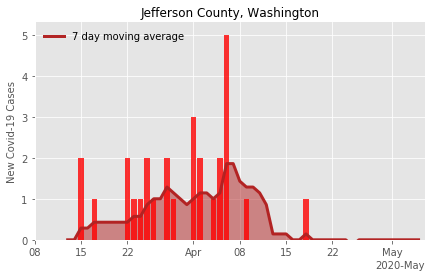 Jefferson County, Washington
7 day moving average
New Covid-19 Cases
5
4
3
2
1
0
08 15 22 Apr 08 15 22 May
2020-May